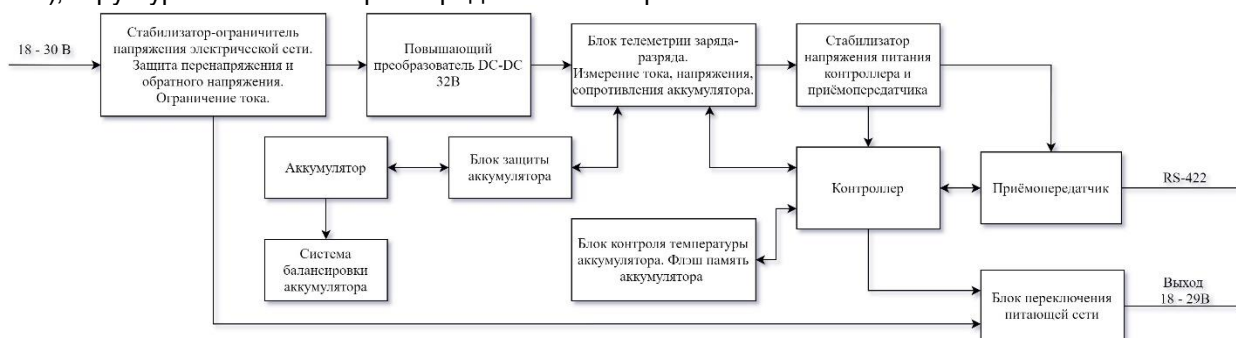 18 - 30 В
Стабилизатор-ограничитель
напряжения электрической сети.
Защита перенапряжения и
обратного напряжения.
Ограничение тока.
Повышающий
преобразователь DC-DC
32В
Блок телеметрии заряда-
разряда.
Измерение тока, напряжения,
сопротивления аккумулятора.
Стабилизатор
напряжения питания
контроллера и
приёмопередатчика
Аккумулятор
Блок защиты
аккумулятора
Контроллер
Приёмопередатчик
RS-422
Система
балансировки
аккумулятора
Блок контроля температуры
аккумулятора. Флэш память
аккумулятора
Блок переключения
питающей сети
Выход
18 - 29В